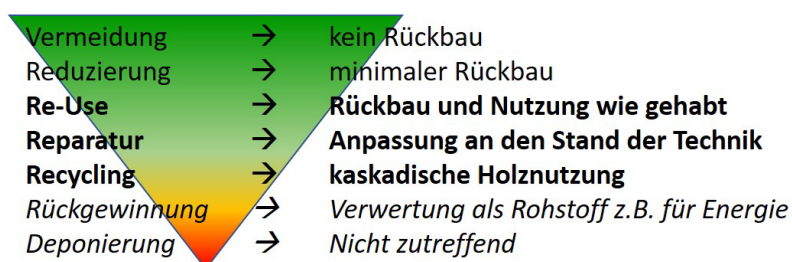 Vermeidung → kein Rückbau
Reduzierung → minimaler Rückbau
Re-Use → Rückbau und Nutzung wie gehabt
Reparatur → Anpassung an den Stand der Technik
Recycling → kaskadische Holznutzung
Rückgewinnung → Verwertung als Rohstoff z.B. für Energie
Deponierung → Nicht zutreffend